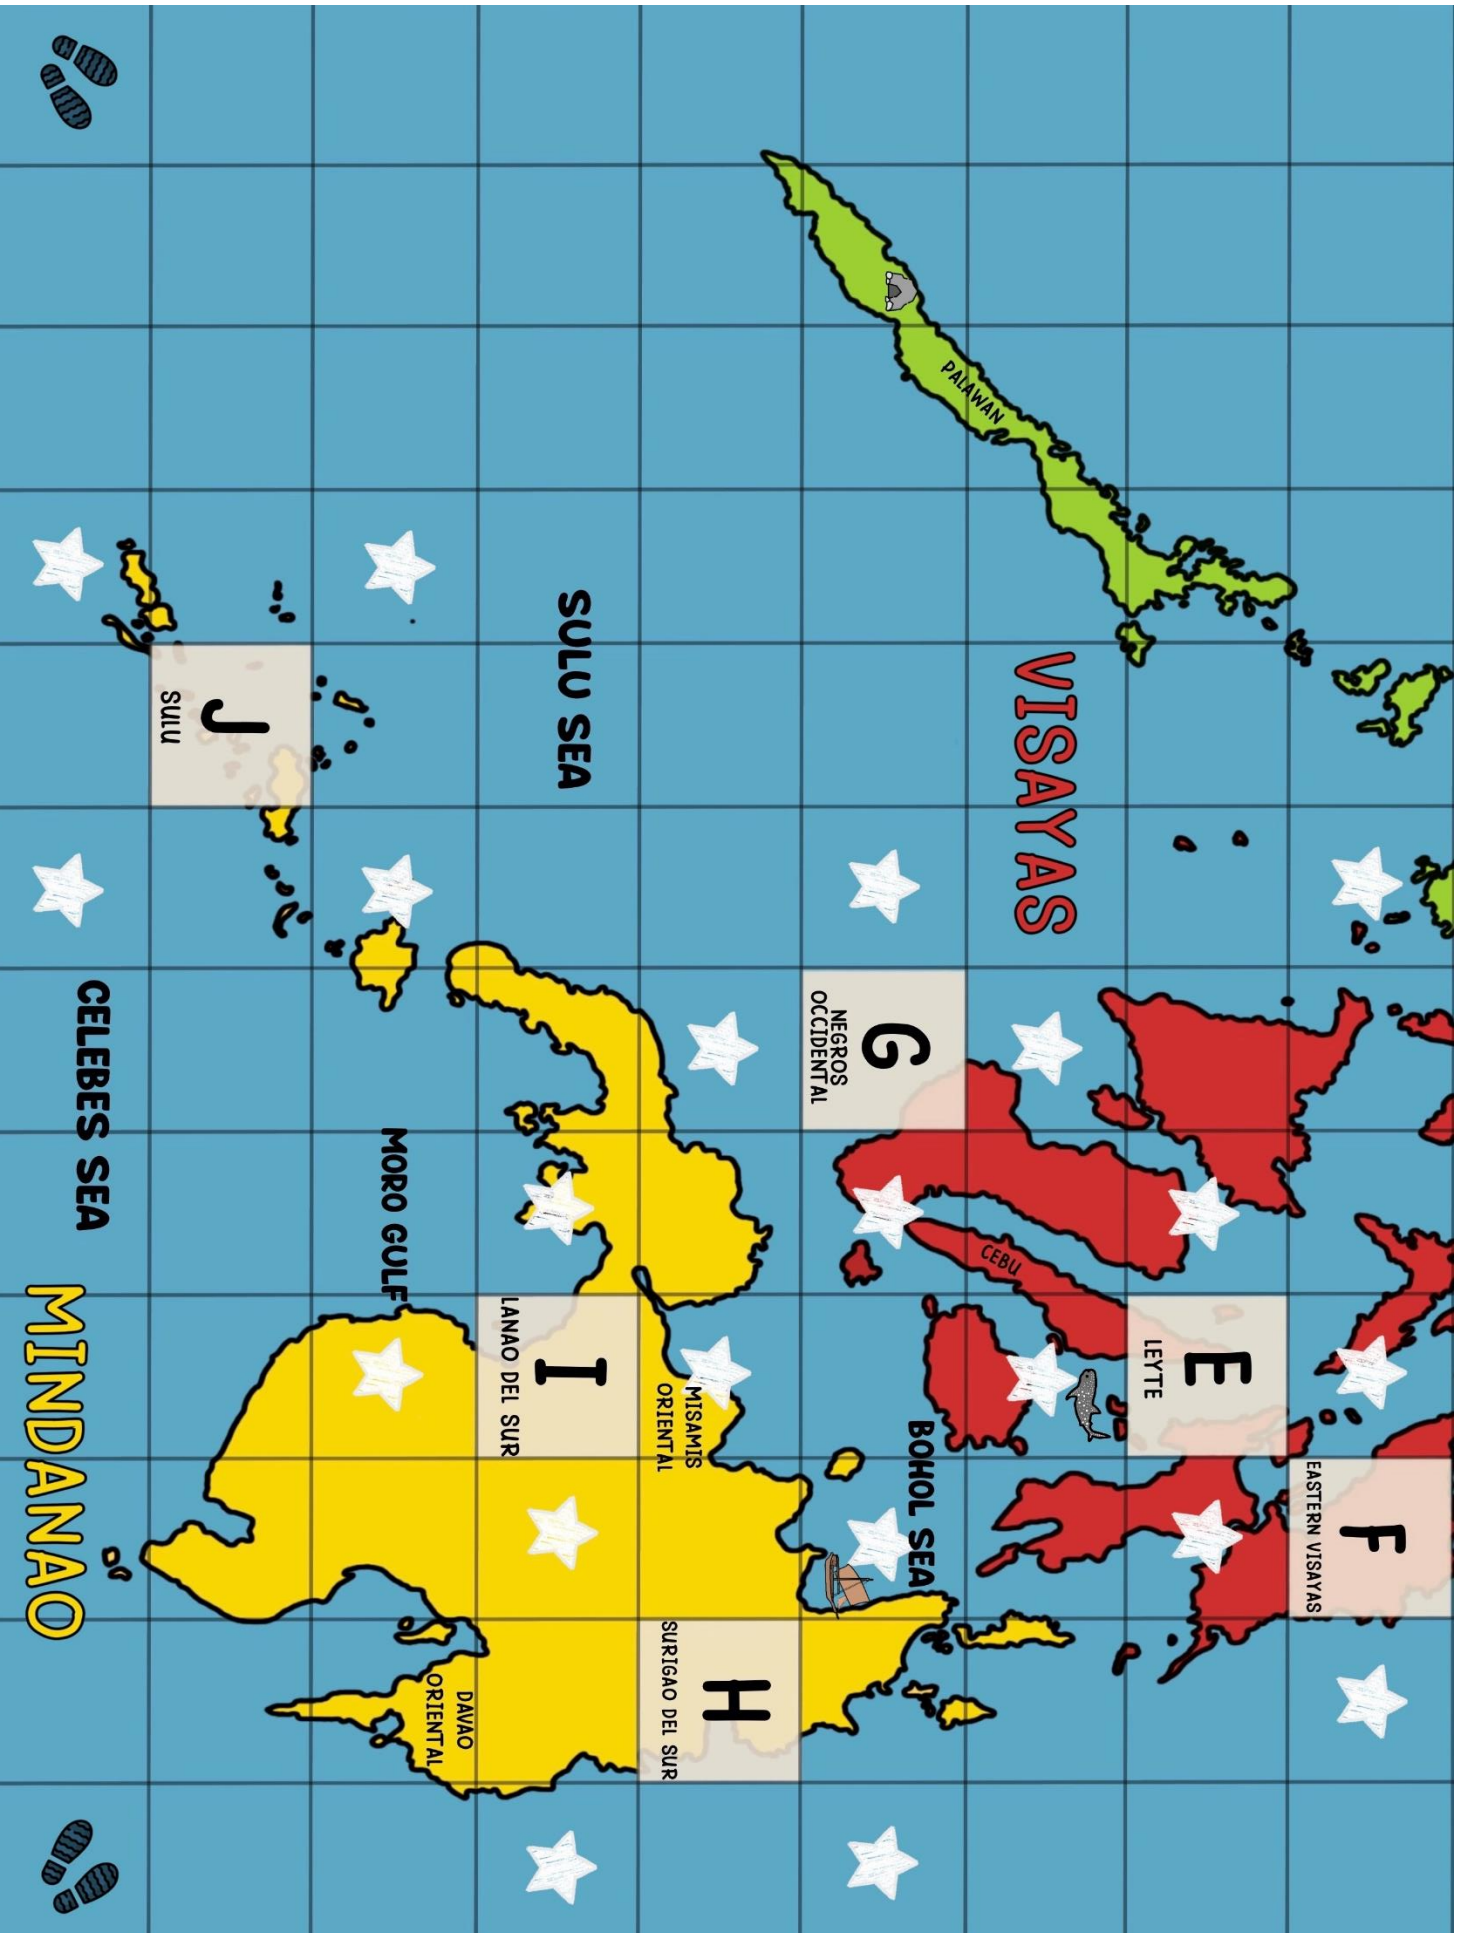 F
EASTERN VISAYAS
E
LEYTE
PALAWAN
VISAYAS
G
NEGROS
OCCIDENTAL
CEBU
BOHOL SEA
SULU SEA
MISAMIS
ORIENTAL
H
SURIGAO DEL SUR
I
LANAO DEL SUR
DAVAO
ORIENTAL
MORO GULF
J
SULU
CELEBES SEA
MINDANAO